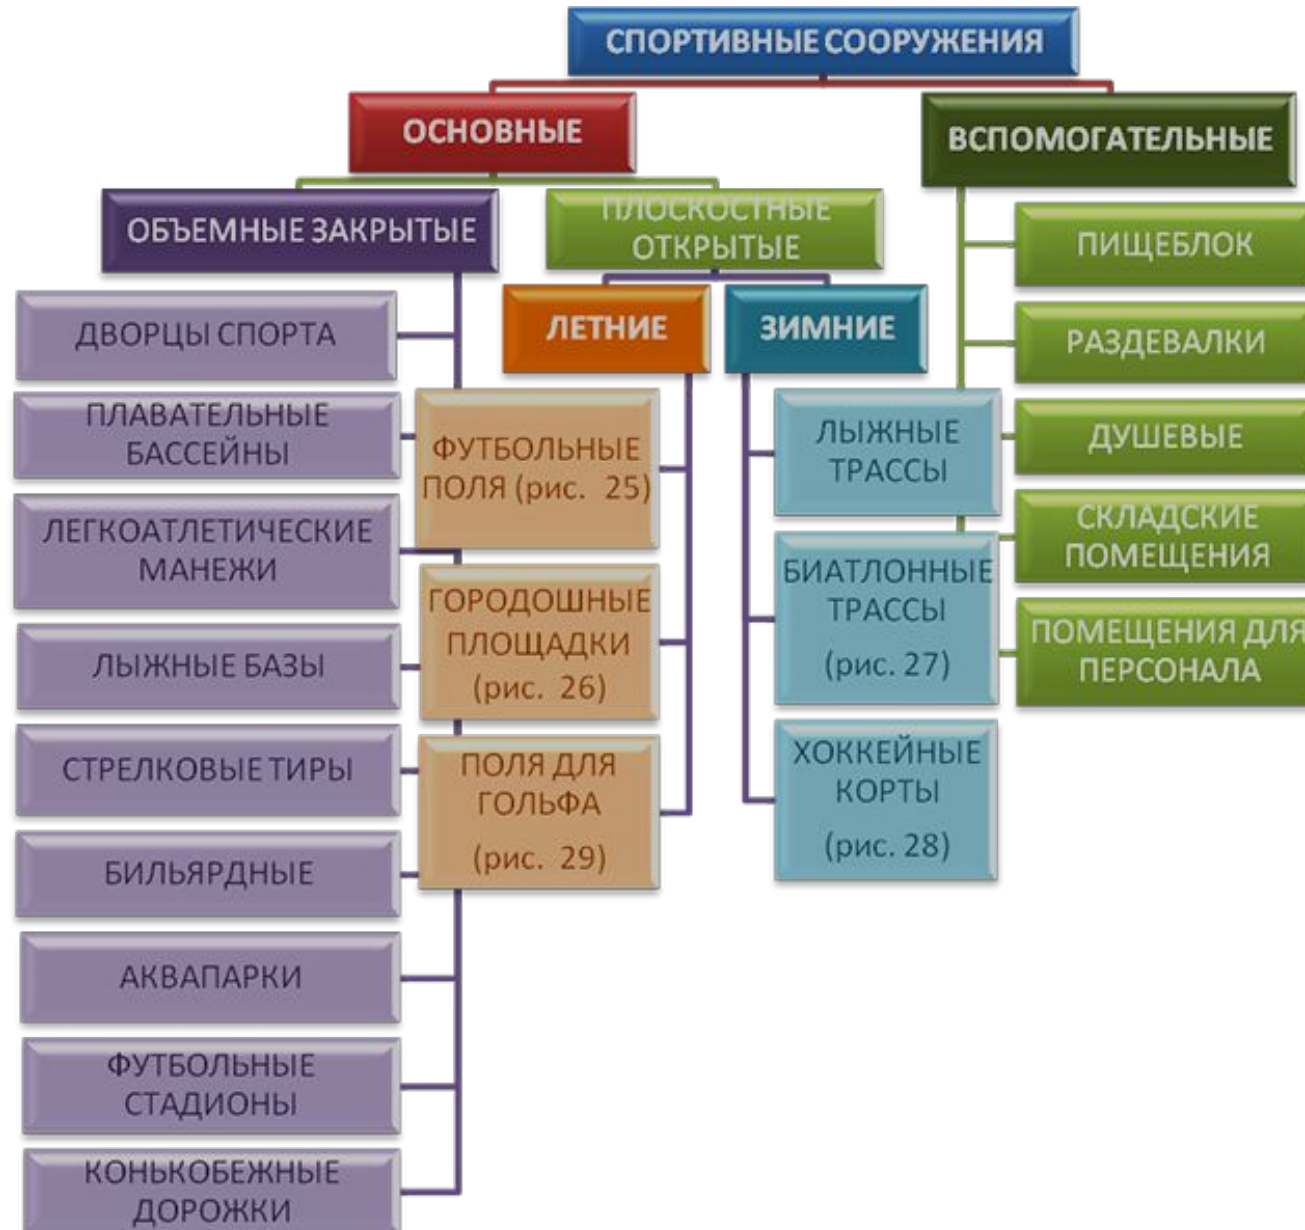 СПОРТИВНЫЕ СООРУЖЕНИЯ
ОСНОВНЫЕ
ВСПОМОГАТЕЛЬНЫЕ
ОБЪЕМНЫЕ ЗАКРЫТЫЕ
ПЛОСКОСТНЫЕ
ОТКРЫТЫЕ
ЛЕТНИЕ
ЗИМНИЕ
ДВОРЦЫ СПОРТА
ПЛАВАТЕЛЬНЫЕ
БАССЕЙНЫ
ЛЕГКОАТЛЕТИЧЕСКИЕ
МАНЕЖИ
ЛЫЖНЫЕ БАЗЫ
СТРЕЛКОВЫЕ ТИРЫ
БИЛЬЯРДНЫЕ
АКВАПАРКИ
ФУТБОЛЬНЫЕ
СТАДИОНЫ
КОНЬКОБЕЖНЫЕ
ДОРОЖКИ
ФУТБОЛЬНЫЕ
ПОЛЯ (рис. 25)
ГОРОДОШНЫЕ
ПЛОЩАДКИ
(рис. 26)
ПОЛЯ ДЛЯ
ГОЛЬФА
(рис. 29)
ЛЫЖНЫЕ
ТРАССЫ
БИАТЛОННЫЕ
ТРАССЫ
(рис. 27)
ХОККЕЙНЫЕ
КОРТЫ
(рис. 28)
ПИЩЕБЛОК
РАЗДЕВАЛКИ
ДУШЕВЫЕ
СКЛАДСКИЕ
ПОМЕЩЕНИЯ
ПОМЕЩЕНИЯ ДЛЯ
ПЕРСОНАЛА